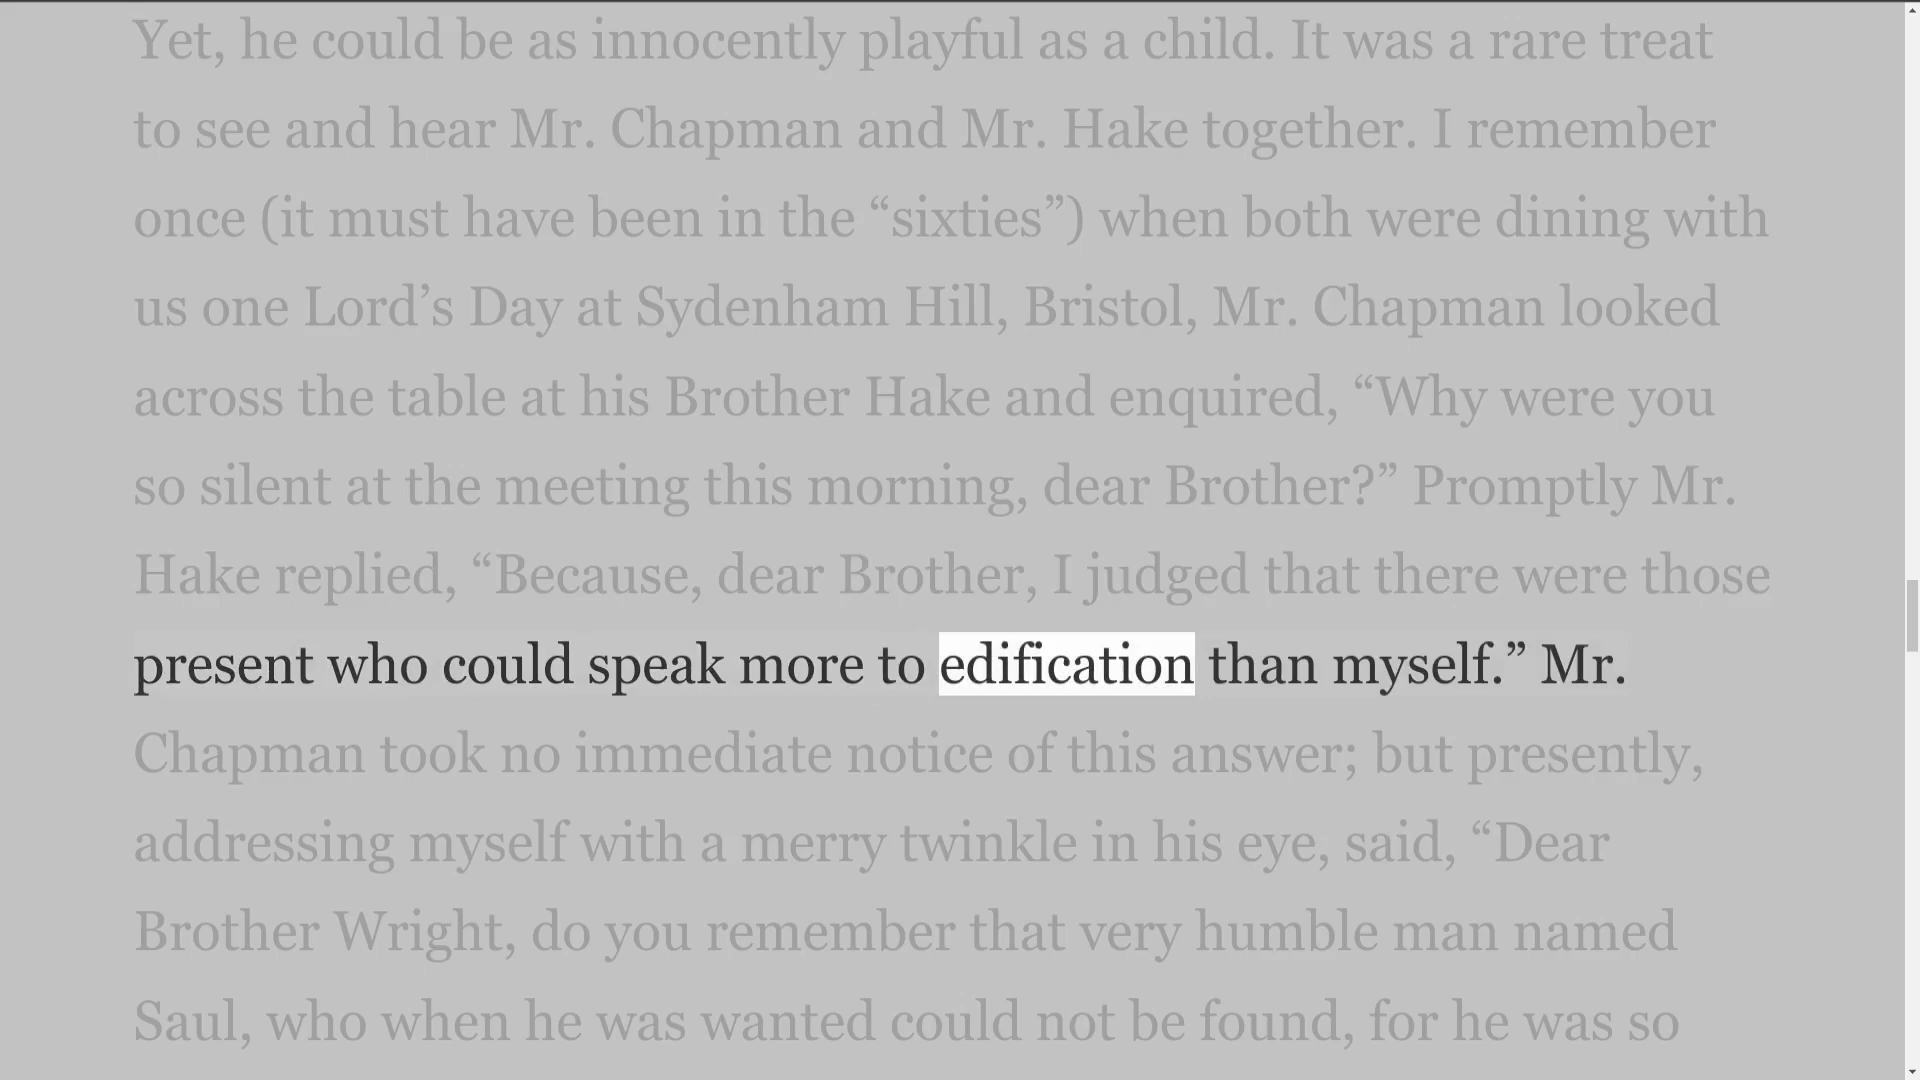 Yet, he could be as innocently playful as a child. It was a rare treat
to see and hear Mr. Chapman and Mr. Hake together. I remember
once (it must have been in the “sixties”) when both were dining with
us one Lord’s Day at Sydenham Hill, Bristol, Mr. Chapman looked
across the table at his Brother Hake and enquired, “Why were you
so silent at the meeting this morning, dear Brother?” Promptly Mr.
Hake replied, “Because, dear Brother, I judged that there were those
present who could speak more to edification than myself.” Mr.
Chapman took no immediate notice of this answer; but presently,
addressing myself with a merry twinkle in his eye, said, “Dear
Brother Wright, do you remember that very humble man named
Saul, who when he was wanted could not be found, for he was so